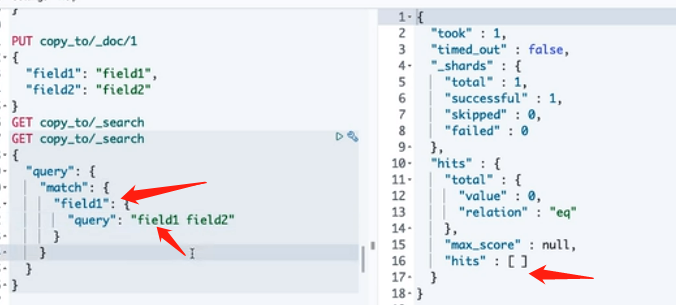 }
PUT copy_to/_doc/1
{
"field1": "field1",
"field2": "field2"
}
GET copy_to/_search
GET copy_to/_search
{
"query": {
"match": {
"field1": {
"query": "field1 field2"
}
}
}
}
1 {
2 "took" : 1,
3 "timed_out" : false,
4 "_shards" : {
5 "total" : 1,
6 "successful" : 1,
7 "skipped" : 0,
8 "failed" : 0
9 },
10 "hits" : {
11 "total" : {
12 "value" : 0,
13 "relation" : "eq"
14 },
15 "max_score" : null,
16 "hits" : [ ]
17 }
18 }